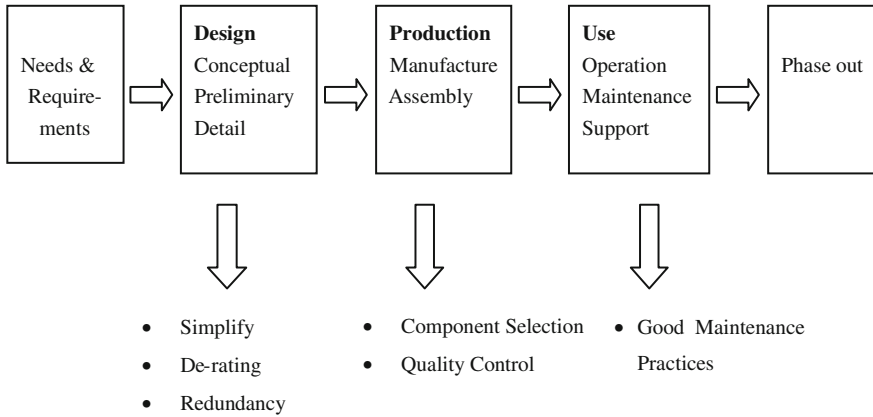 Needs &
Require-
ments
Design
Conceptual
Preliminary
Detail
Production
Manufacture
Assembly
Use
Operation
Maintenance
Support
Phase out
• Simplify
• De-rating
• Redundancy
• Component Selection
• Quality Control
• Good Maintenance
Practices